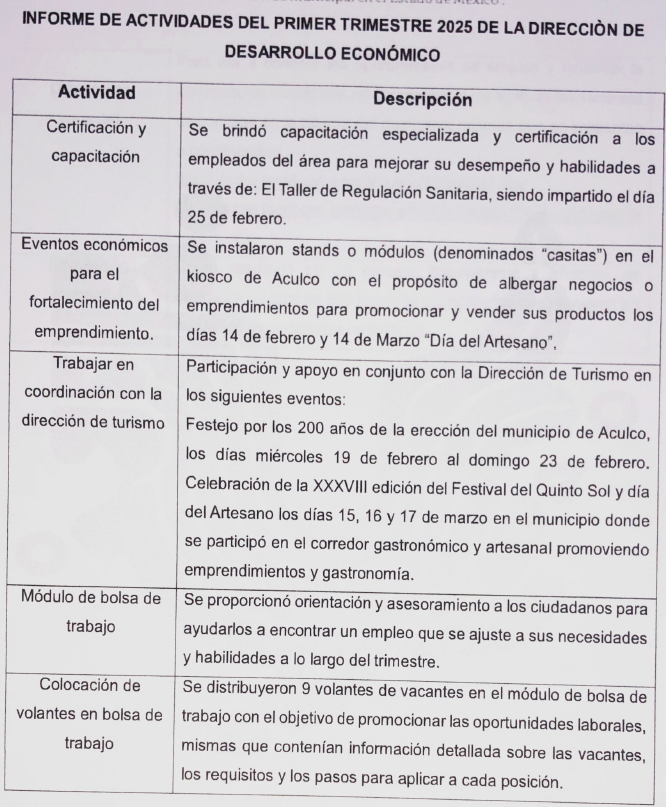 INFORME DE ACTIVIDADES DEL PRIMER TRIMESTRE 2025 DE LA DIRECCIÒN DE
DESARROLLO ECONÓMICO
Actividad
Descripción
Certificación y
capacitación
Se brindó capacitación especializada y certificación a los
empleados del área para mejorar su desempeño y habilidades a
través de: El Taller de Regulación Sanitaria, siendo impartido el día
25 de febrero.
Eventos económicos
para el
fortalecimiento del
emprendimiento.
Se instalaron stands o módulos (denominados “casitas”) en el
kiosco de Aculco con el propósito de albergar negocios o
emprendimientos para promocionar y vender sus productos los
días 14 de febrero y 14 de Marzo “Día del Artesano”.
Trabajar en
coordinación con la
dirección de turismo
Participación y apoyo en conjunto con la Dirección de Turismo en
los siguientes eventos:
Festejo por los 200 años de la erección del municipio de Aculco,
los días miércoles 19 de febrero al domingo 23 de febrero.
Celebración de la XXXVIII edición del Festival del Quinto Sol y día
del Artesano los días 15, 16 y 17 de marzo en el municipio donde
se participó en el corredor gastronómico y artesanal promoviendo
emprendimientos y gastronomía.
Módulo de bolsa de
trabajo
Se proporcionó orientación y asesoramiento a los ciudadanos para
ayudarlos a encontrar un empleo que se ajuste a sus necesidades
y habilidades a lo largo del trimestre.
Colocación de
volantes en bolsa de
trabajo
Se distribuyeron 9 volantes de vacantes en el módulo de bolsa de
trabajo con el objetivo de promocionar las oportunidades laborales,
mismas que contenían información detallada sobre las vacantes,
los requisitos y los pasos para aplicar a cada posición.